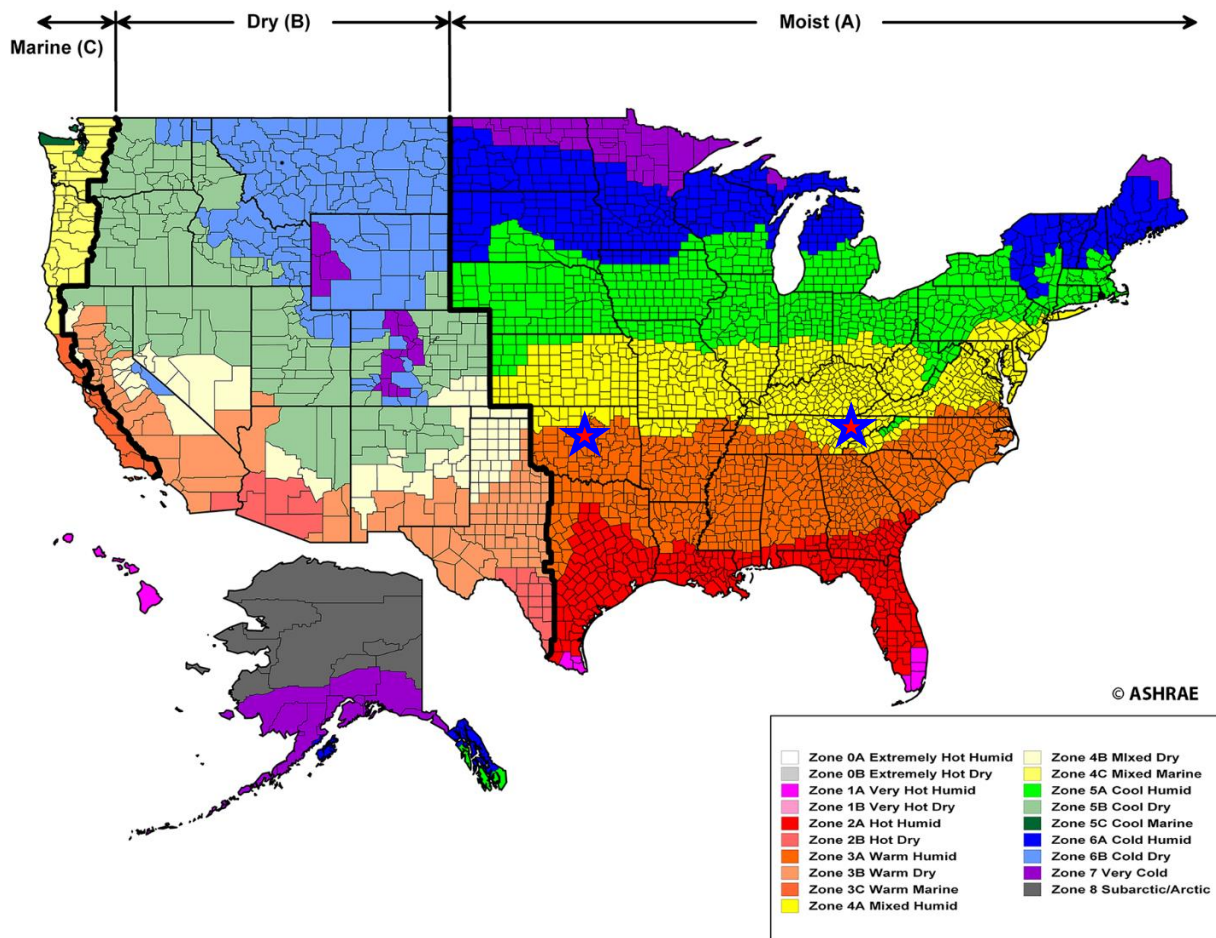 Dry (B)
Moist (A)
Marine (C)
© ASHRAE
Zone 0A Extremely Hot Humid
Zone 0B Extremely Hot Dry
Zone 1A Very Hot Humid
Zone 1B Very Hot Dry
Zone 2A Hot Humid
Zone 2B Hot Dry
Zone 3A Warm Humid
Zone 3B Warm Dry
Zone 3C Warm Marine
Zone 4A Mixed Humid
Zone 4B MIxed Dry
Zone 4C Mixed Marine
Zone 5A Cool Humid
Zone 5B Cool Dry
Zone 5C Cool Marine
Zone 6A Cold Humid
Zone 6B Cold Dry
Zone 7 Very Cold
Zone 8 Subarctic/Arctic